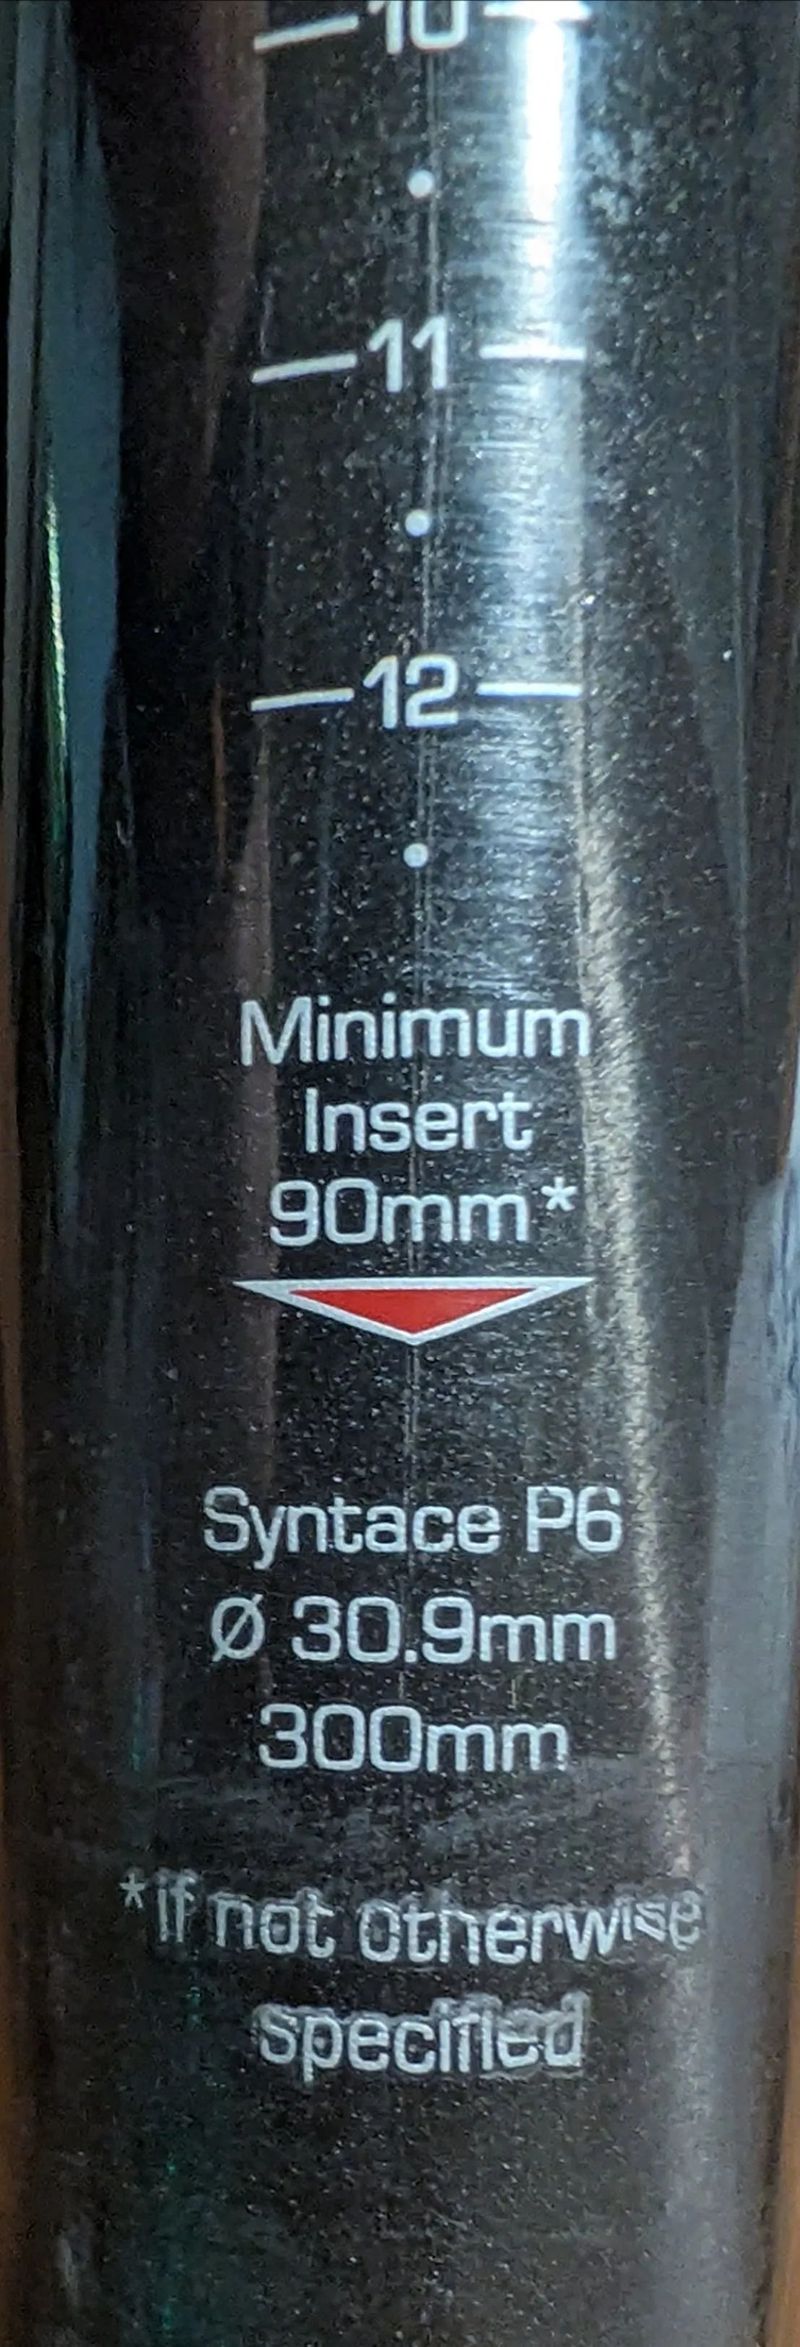 10
11
12
Minimum
Insert
90mm*
Syntace P6
Ø 30.9mm
300mm
*if not otherwise
specified